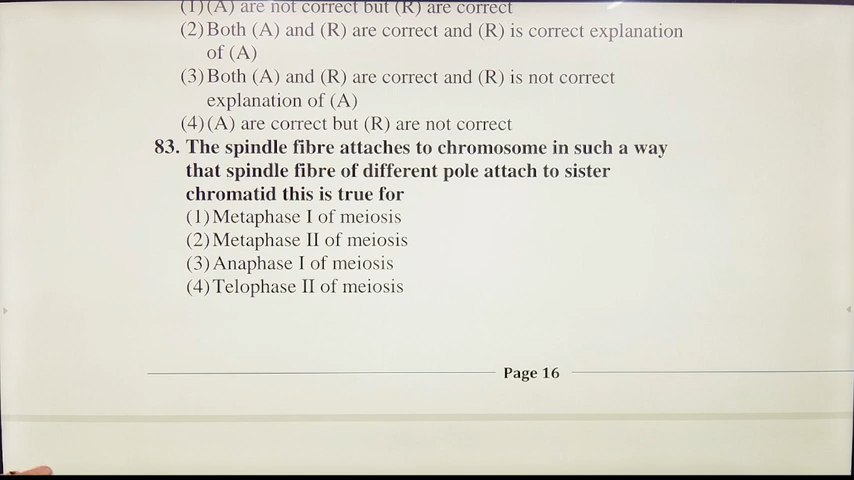 (1)(A) are not correct but (R) are correct
(2)Both (A) and (R) are correct and (R) is correct explanation
of (A)
(3)Both (A) and (R) are correct and (R) is not correct
explanation of (A)
(4)(A) are correct but (R) are not correct
83. The spindle fibre attaches to chromosome in such a way
that spindle fibre of different pole attach to sister
chromatid this is true for
(1)Metaphase I of meiosis
(2)Metaphase II of meiosis
(3)Anaphase I of meiosis
(4)Telophase II of meiosis
Page 16